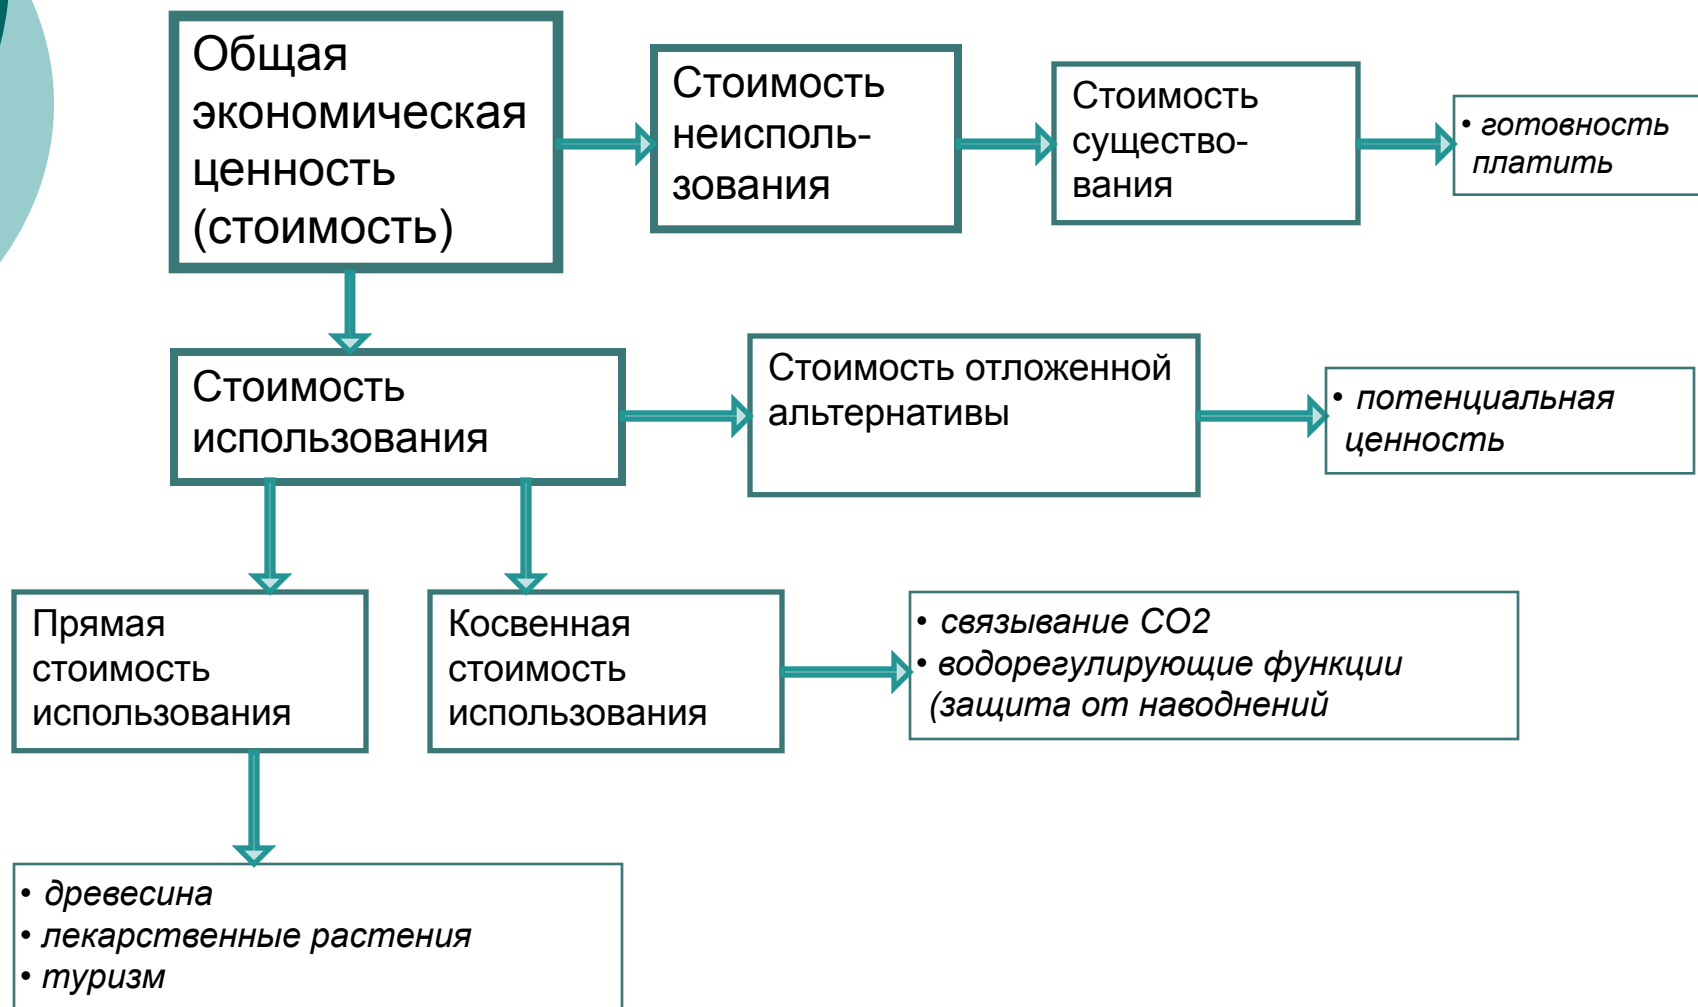 Общая
экономическая
ценность
(стоимость)
Стоимость
неисполь-
зования
Стоимость
существо-
вания
• готовность
платить
Стоимость
использования
Стоимость отложенной
альтернативы
• потенциальная
ценность
Прямая
стоимость
использования
Косвенная
стоимость
использования
• связывание СО2
• водорегулирующие функции
(защита от наводнений
• древесина
• лекарственные растения
• туризм